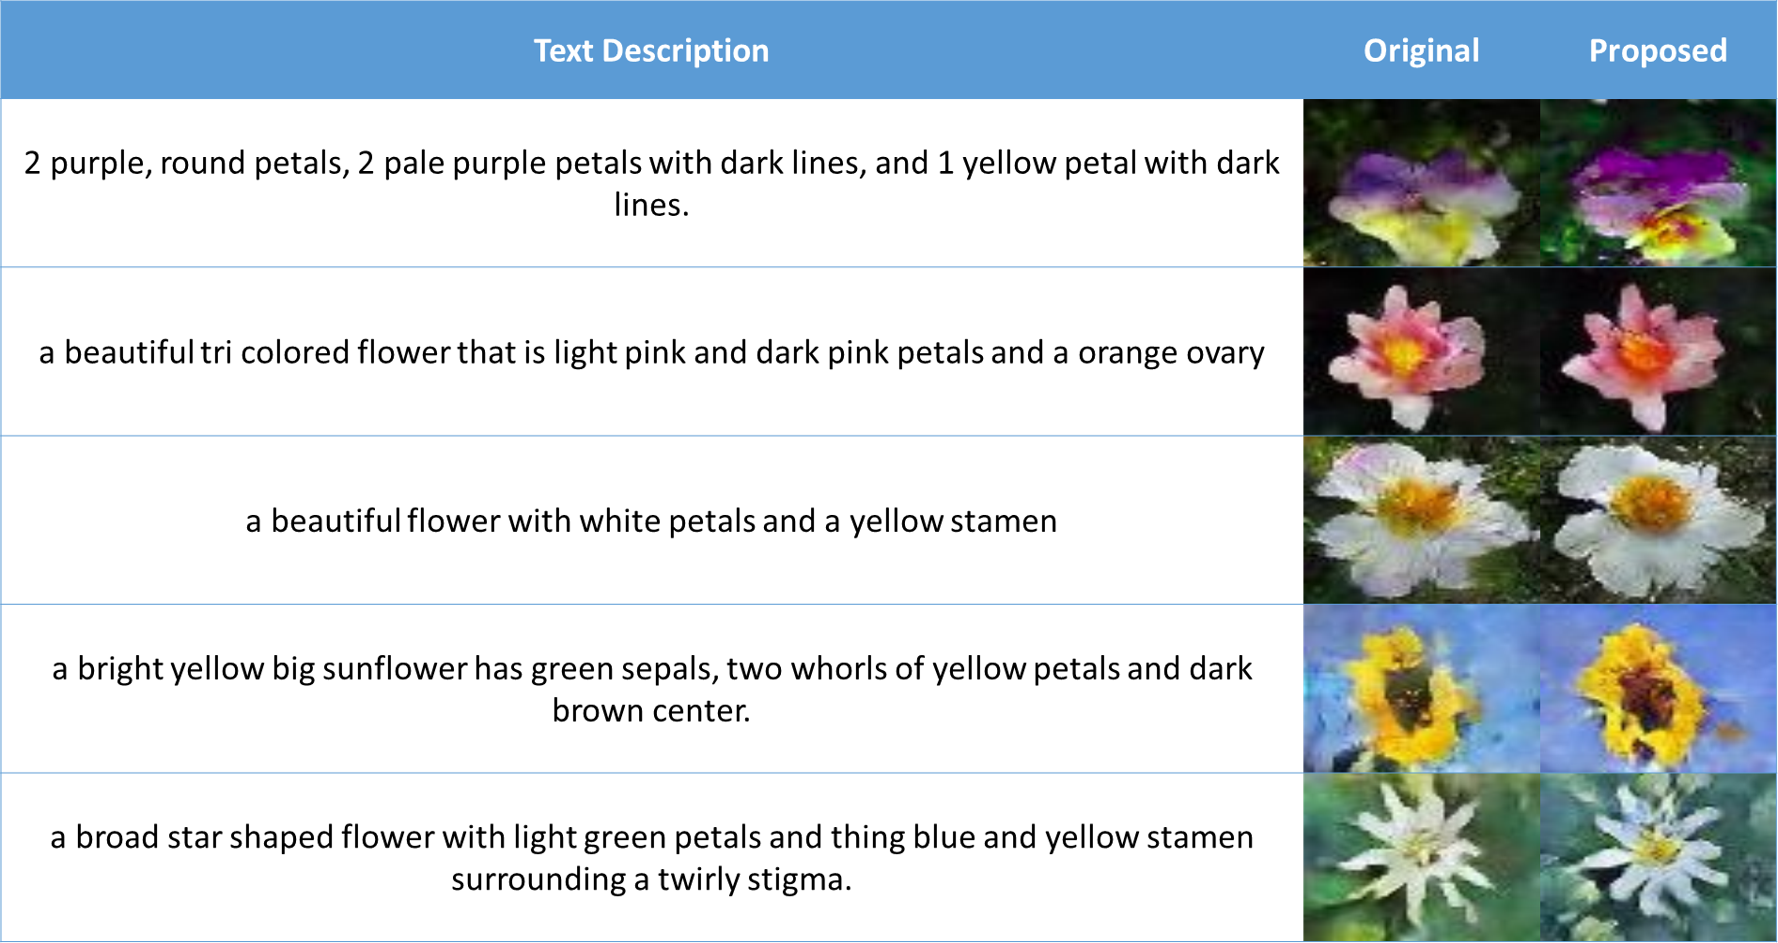 Text Description Original Proposed
2 purple, round petals, 2 pale purple petals with dark lines, and 1 yellow petal with dark
lines.
a beautiful tri colored flower that is light pink and dark pink petals and a orange ovary
a beautiful flower with white petals and a yellow stamen
a bright yellow big sunflower has green sepals, two whorls of yellow petals and dark
brown center.
a broad star shaped flower with light green petals and thing blue and yellow stamen
surrounding a twirly stigma.